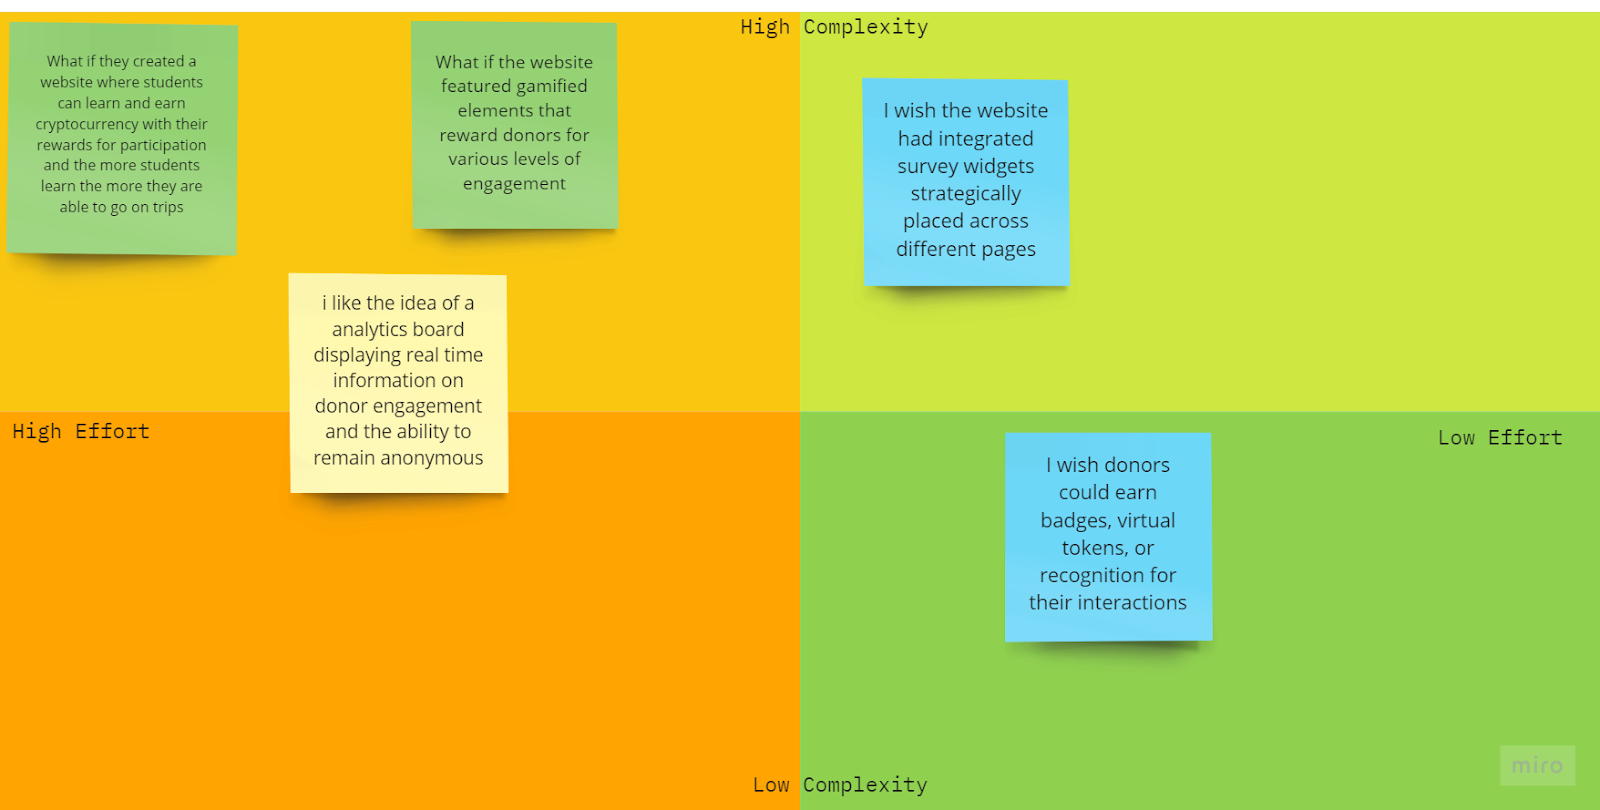 High Complexity
What if they created a
website where students
can learn and earn
cryptocurrency with their
rewards for participation
and the more students
learn the more they are
able to go on trips
What if the website
featured gamified
elements that
reward donors for
various levels of
engagement
I wish the website
had integrated
survey widgets
strategically
placed across
different pages
i like the idea of a
analytics board
displaying real time
information on
donor engagement
and the ability to
remain anonymous
High Effort
Low Effort
I wish donors
could earn
badges, virtual
tokens, or
recognition for
their interactions
Low Complexity
miro